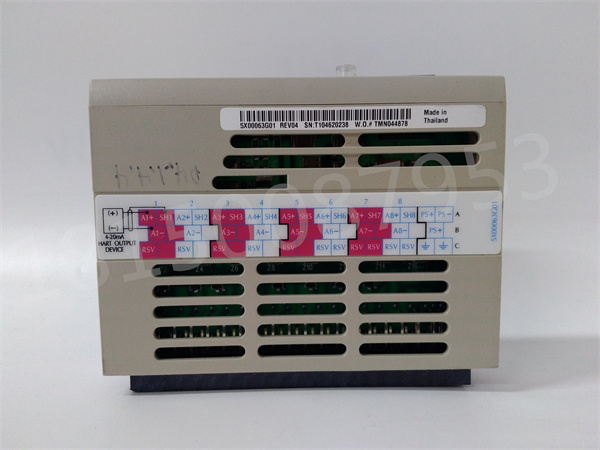 5X00063G01 REV04 SN:T104620238 W.O.# TMN044878
Made in
Thailand
1 2 3 4 5 6 7 8
(+) A1+ SH1 A2+ SH2 A3+ SH3 A4+ SH4 A5+ SH5 A6+ SH6 A7+ SH7 A8+ SH8 PS+ PS- A
(-) A1- A2- A3- A4- A5- A6- A7- A8- PS+ B
4-20mA
HART OUTPUT
DEVICE
RSV RSV RSV RSV RSV RSV RSV RSV C
5X00063G01